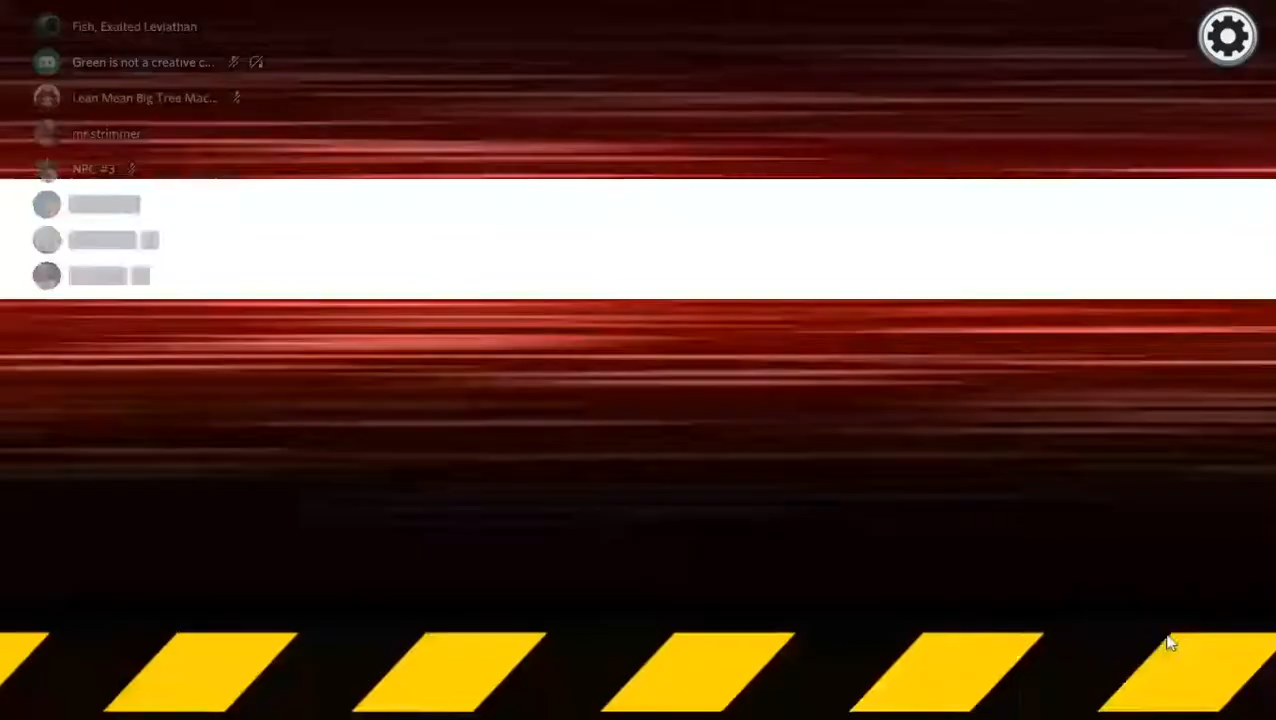 Fish, Exalted Leviathan
Green is not a creative c...
Lean Mean Big Tree Mac...
mr strimmer
NPC #3